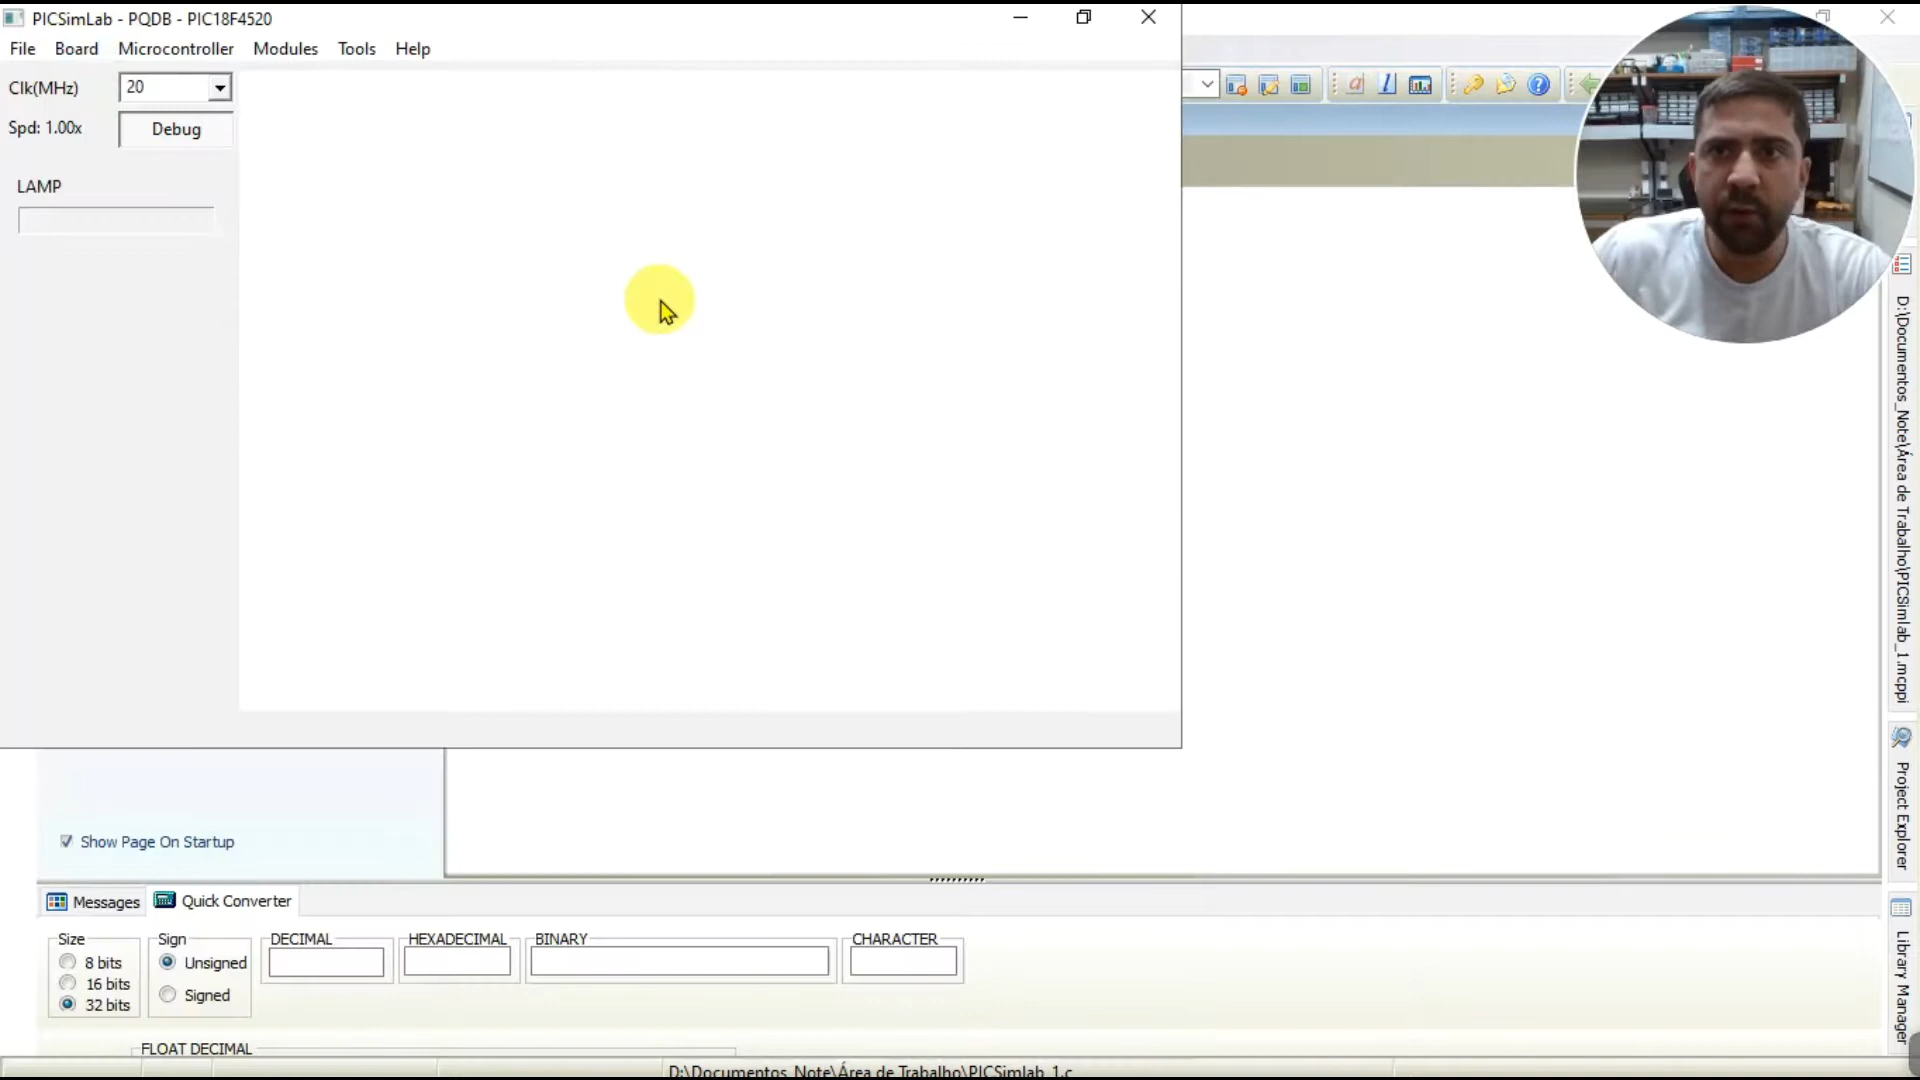 PICSimLab - PQDB - PIC18F4520
File Board Microcontroller Modules Tools Help
Clk(MHz) 20
Spd: 1.00x Debug
LAMP
D:\Documentos_Note\Área de Trabalho\PICSimlab_1.mcppi
Project Explorer
Library Manager
Show Page On Startup
Messages Quick Converter
Size Sign DECIMAL HEXADECIMAL BINARY CHARACTER
8 bits Unsigned
16 bits
Signed
32 bits
FLOAT DECIMAL
D:\Documentos_Note\Área de Trabalho\PICSimlab_1.c